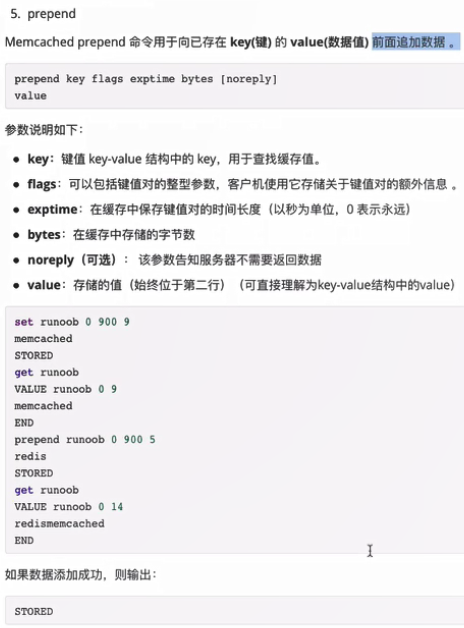 5. prepend
Memcached prepend 命令用于向已存在 key(键) 的 value(数据值) 前面追加数据 。
prepend key flags exptime bytes [noreply]
value
参数说明如下：
• key：键值 key-value 结构中的 key，用于查找缓存值。
• flags：可以包括键值对的整型参数，客户机使用它存储关于键值对的额外信息 。
• exptime：在缓存中保存键值对的时间长度（以秒为单位，0 表示永远）
• bytes：在缓存中存储的字节数
• noreply（可选）：该参数告知服务器不需要返回数据
• value：存储的值（始终位于第二行）（可直接理解为key-value结构中的value）
set runoob 0 900 9
memcached
STORED
get runoob
VALUE runoob 0 9
memcached
END
prepend runoob 0 900 5
redis
STORED
get runoob
VALUE runoob 0 14
redismemcached
END
如果数据添加成功，则输出：
STORED